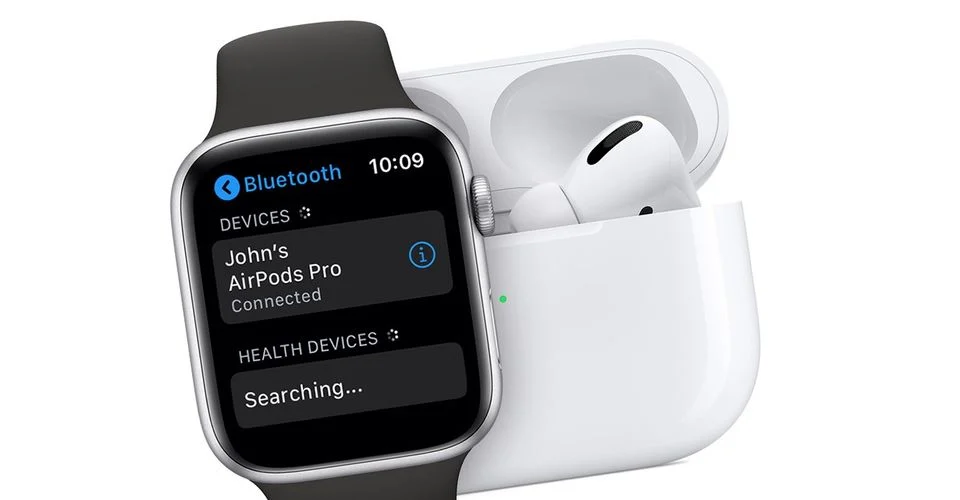 Bluetooth 10:09
DEVICES
John's
AirPods Pro
Connected
HEALTH DEVICES
Searching...